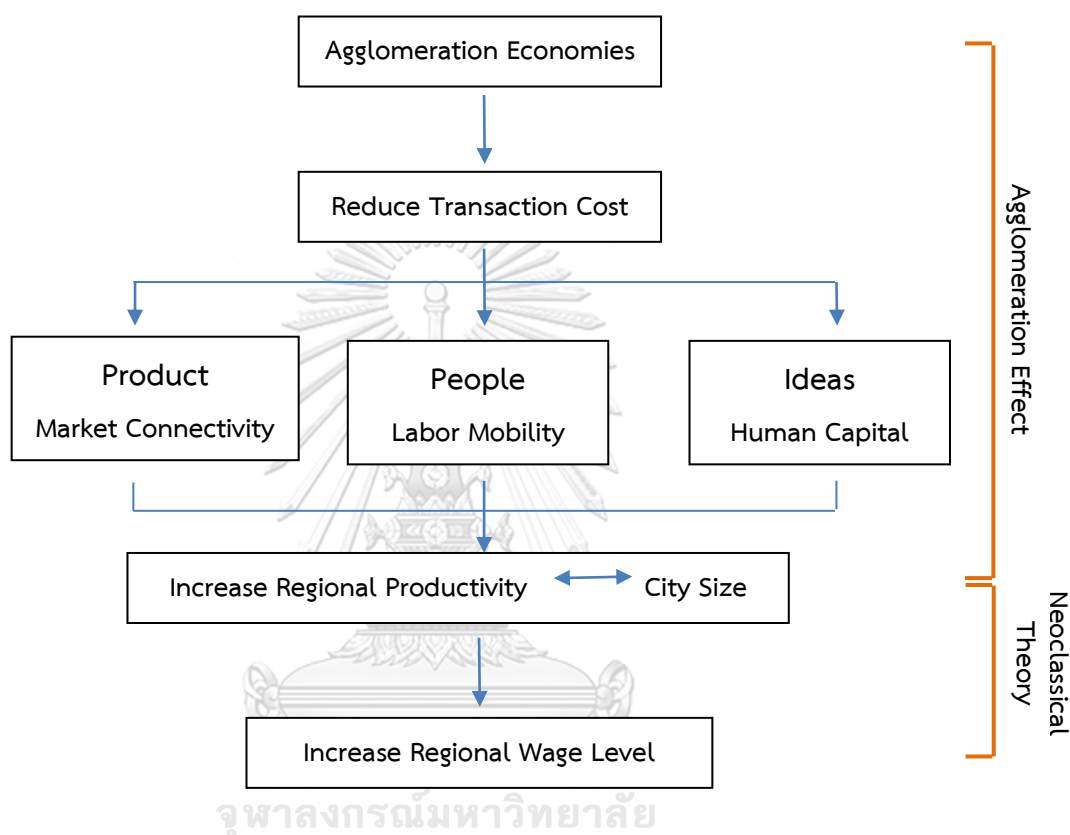 Agglomeration Economies
Reduce Transaction Cost
Product
Market Connectivity
People
Labor Mobility
Ideas
Human Capital
Increase Regional Productivity
City Size
Increase Regional Wage Level
Agglomeration Effect
Neoclassical
Theory
จุฬาลงกรณ์มหาวิทยาลัย